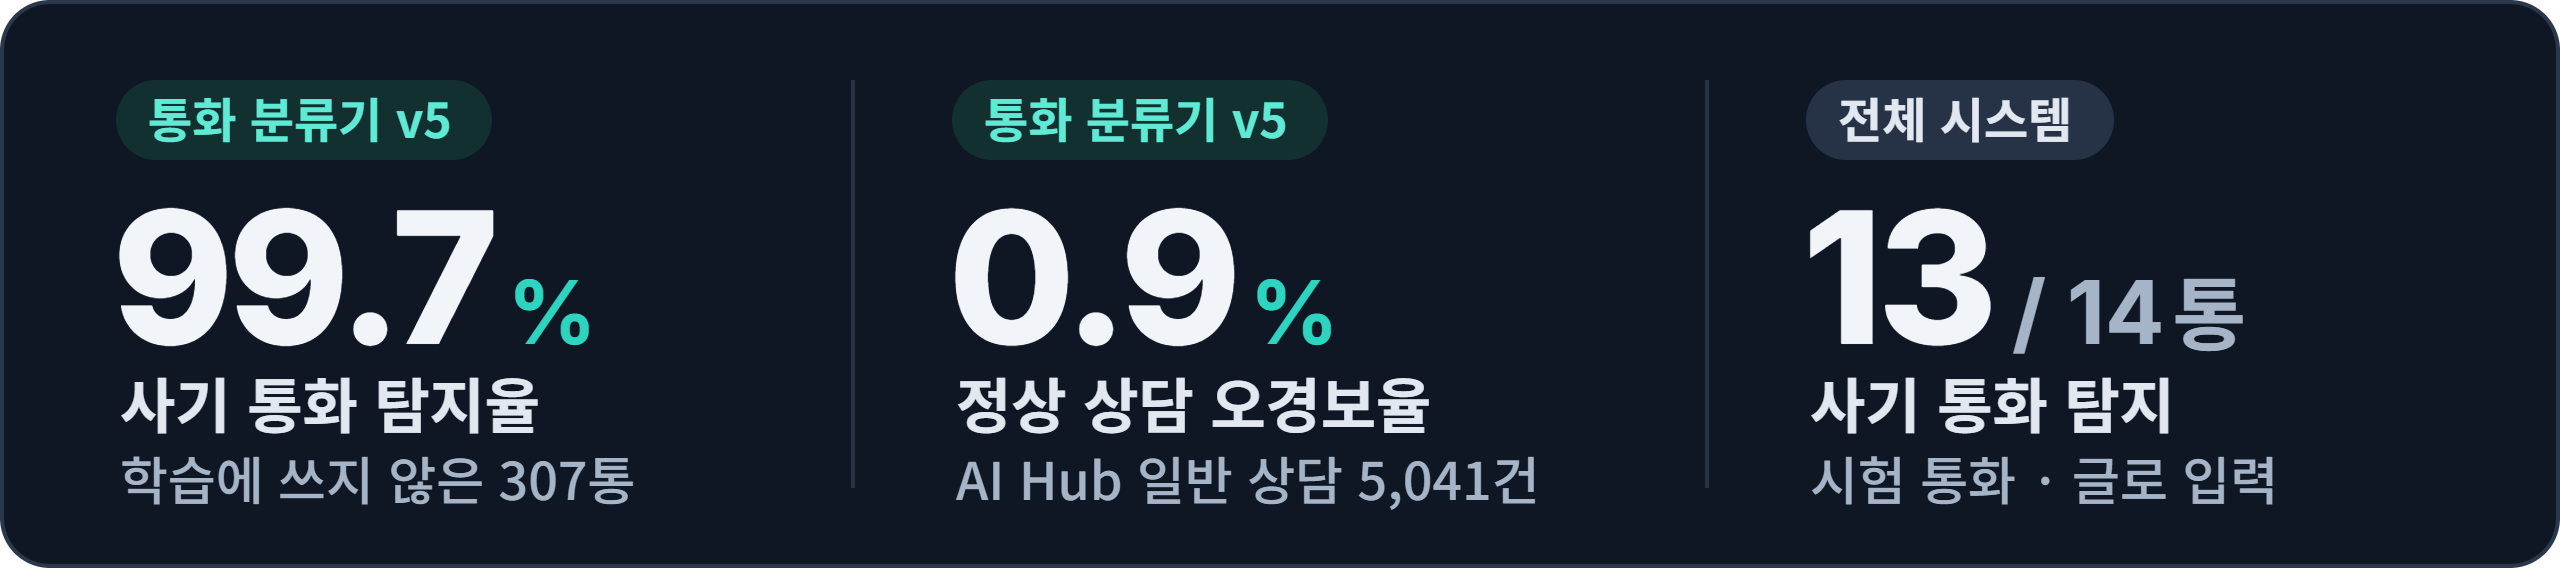 통화 분류기 v5
99.7%
사기 통화 탐지율
학습에 쓰지 않은 307통
통화 분류기 v5
0.9%
정상 상담 오경보율
AI Hub 일반 상담 5,041건
전체 시스템
13 / 14통
사기 통화 탐지
시험 통화 · 글로 입력